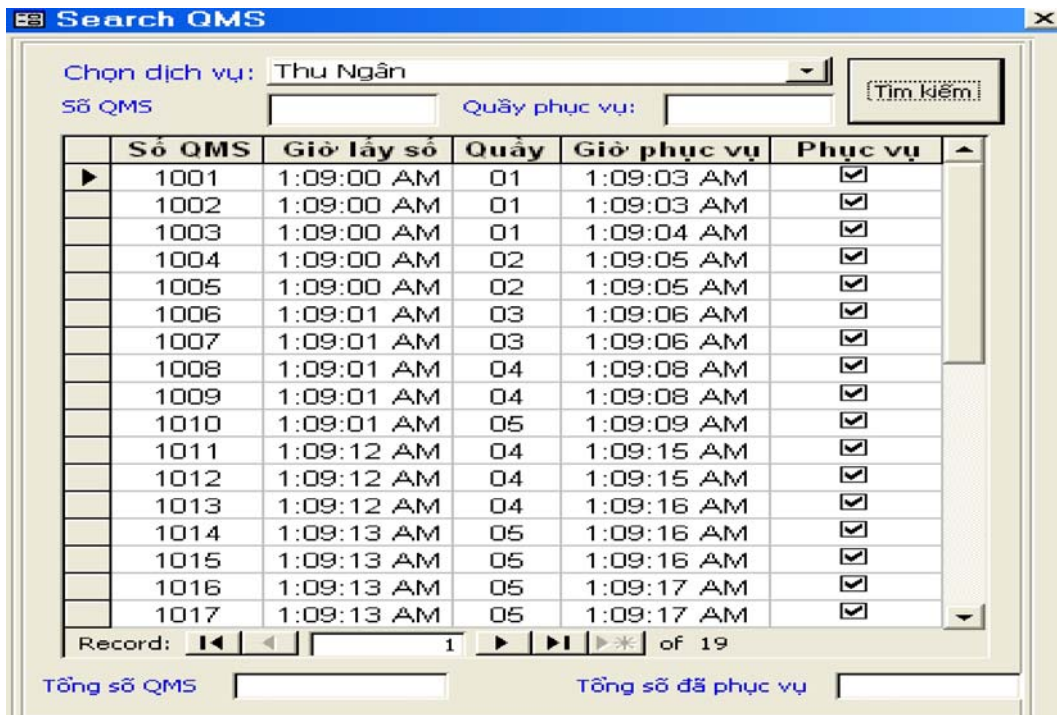 Search QMS
Chọn dịch vụ: Thu Ngân
Tìm kiếm
Số QMS Quầy phục vụ:
Số QMS Giờ lấy số Quầy Giờ phục vụ Phục vụ
1001 1:09:00 AM 01 1:09:03 AM
1002 1:09:00 AM 01 1:09:03 AM
1003 1:09:00 AM 01 1:09:04 AM
1004 1:09:00 AM 02 1:09:05 AM
1005 1:09:00 AM 02 1:09:05 AM
1006 1:09:01 AM 03 1:09:06 AM
1007 1:09:01 AM 03 1:09:06 AM
1008 1:09:01 AM 04 1:09:08 AM
1009 1:09:01 AM 04 1:09:08 AM
1010 1:09:01 AM 05 1:09:09 AM
1011 1:09:12 AM 04 1:09:15 AM
1012 1:09:12 AM 04 1:09:15 AM
1013 1:09:12 AM 04 1:09:16 AM
1014 1:09:13 AM 05 1:09:16 AM
1015 1:09:13 AM 05 1:09:16 AM
1016 1:09:13 AM 05 1:09:17 AM
1017 1:09:13 AM 05 1:09:17 AM
Record: 1 of 19
Tổng số QMS Tổng số đã phục vụ